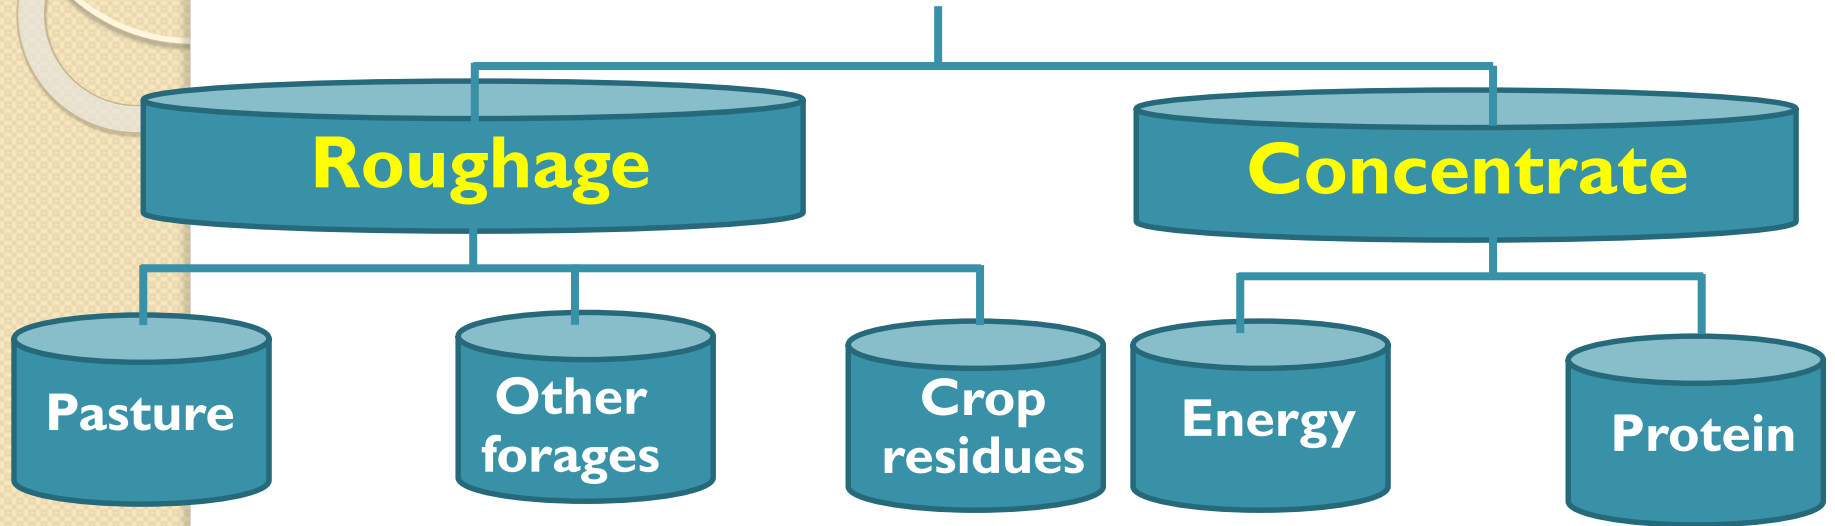 Roughage
Concentrate
Pasture
Other
forages
Crop
residues
Energy
Protein